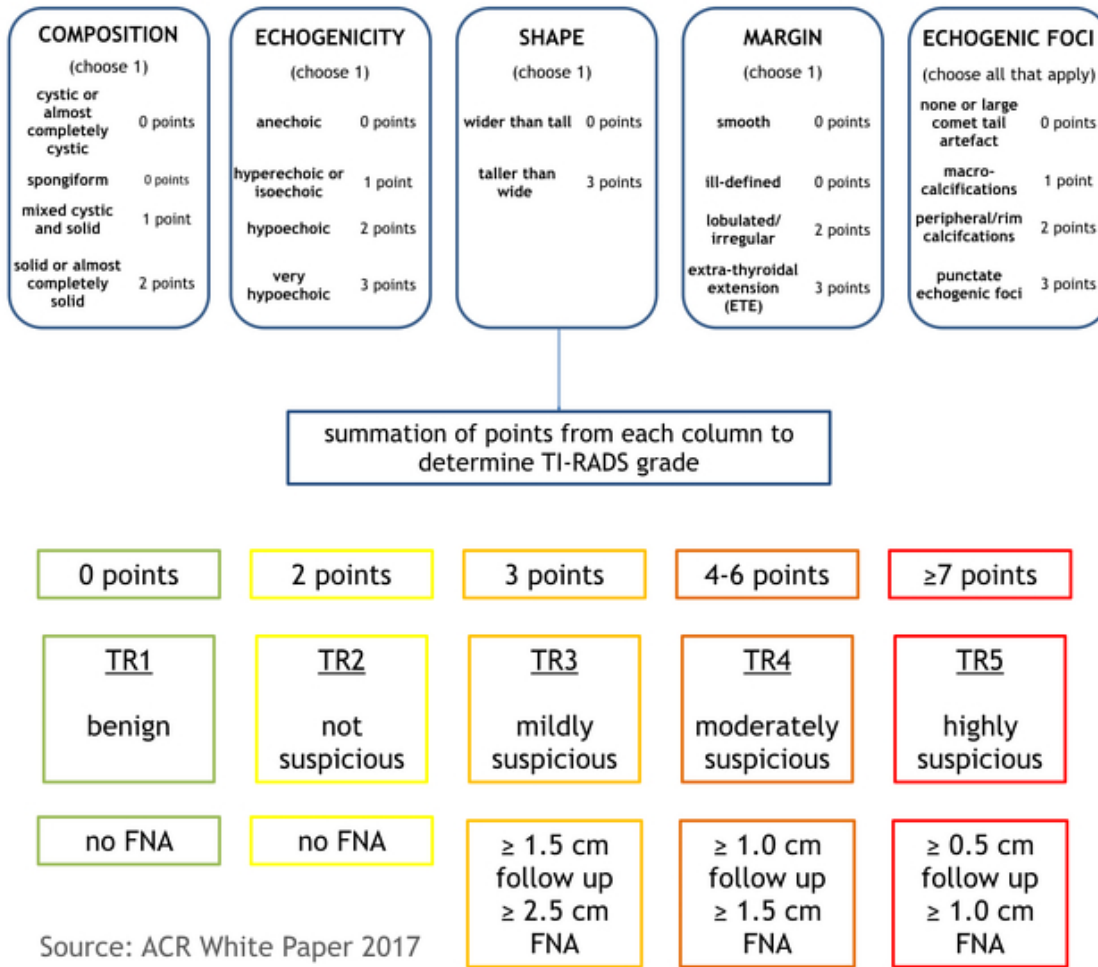 COMPOSITION
(choose 1)
cystic or
almost
completely
cystic
0 points
spongiform
0 points
mixed cystic
and solid
1 point
solid or almost
completely
solid
2 points
ECHOGENICITY
(choose 1)
anechoic
0 points
hyperechoic or
isoechoic
1 point
hypoechoic
2 points
very
hypoechoic
3 points
SHAPE
(choose 1)
wider than tall
0 points
taller than
wide
3 points
MARGIN
(choose 1)
smooth
0 points
ill-defined
0 points
lobulated/
irregular
2 points
extra-thyroidal
extension
(ETE)
3 points
ECHOGENIC FOCI
(choose all that apply)
none or large
comet tail
artefact
0 points
macro-
calcifications
1 point
peripheral/rim
calcifcations
2 points
punctate
echogenic foci
3 points
summation of points from each column to
determine TI-RADS grade
0 points
2 points
3 points
4-6 points
≥7 points
TR1
benign
TR2
not
suspicious
TR3
mildly
suspicious
TR4
moderately
suspicious
TR5
highly
suspicious
no FNA
no FNA
≥ 1.5 cm
follow up
≥ 2.5 cm
FNA
≥ 1.0 cm
follow up
≥ 1.5 cm
FNA
≥ 0.5 cm
follow up
≥ 1.0 cm
FNA
Source: ACR White Paper 2017